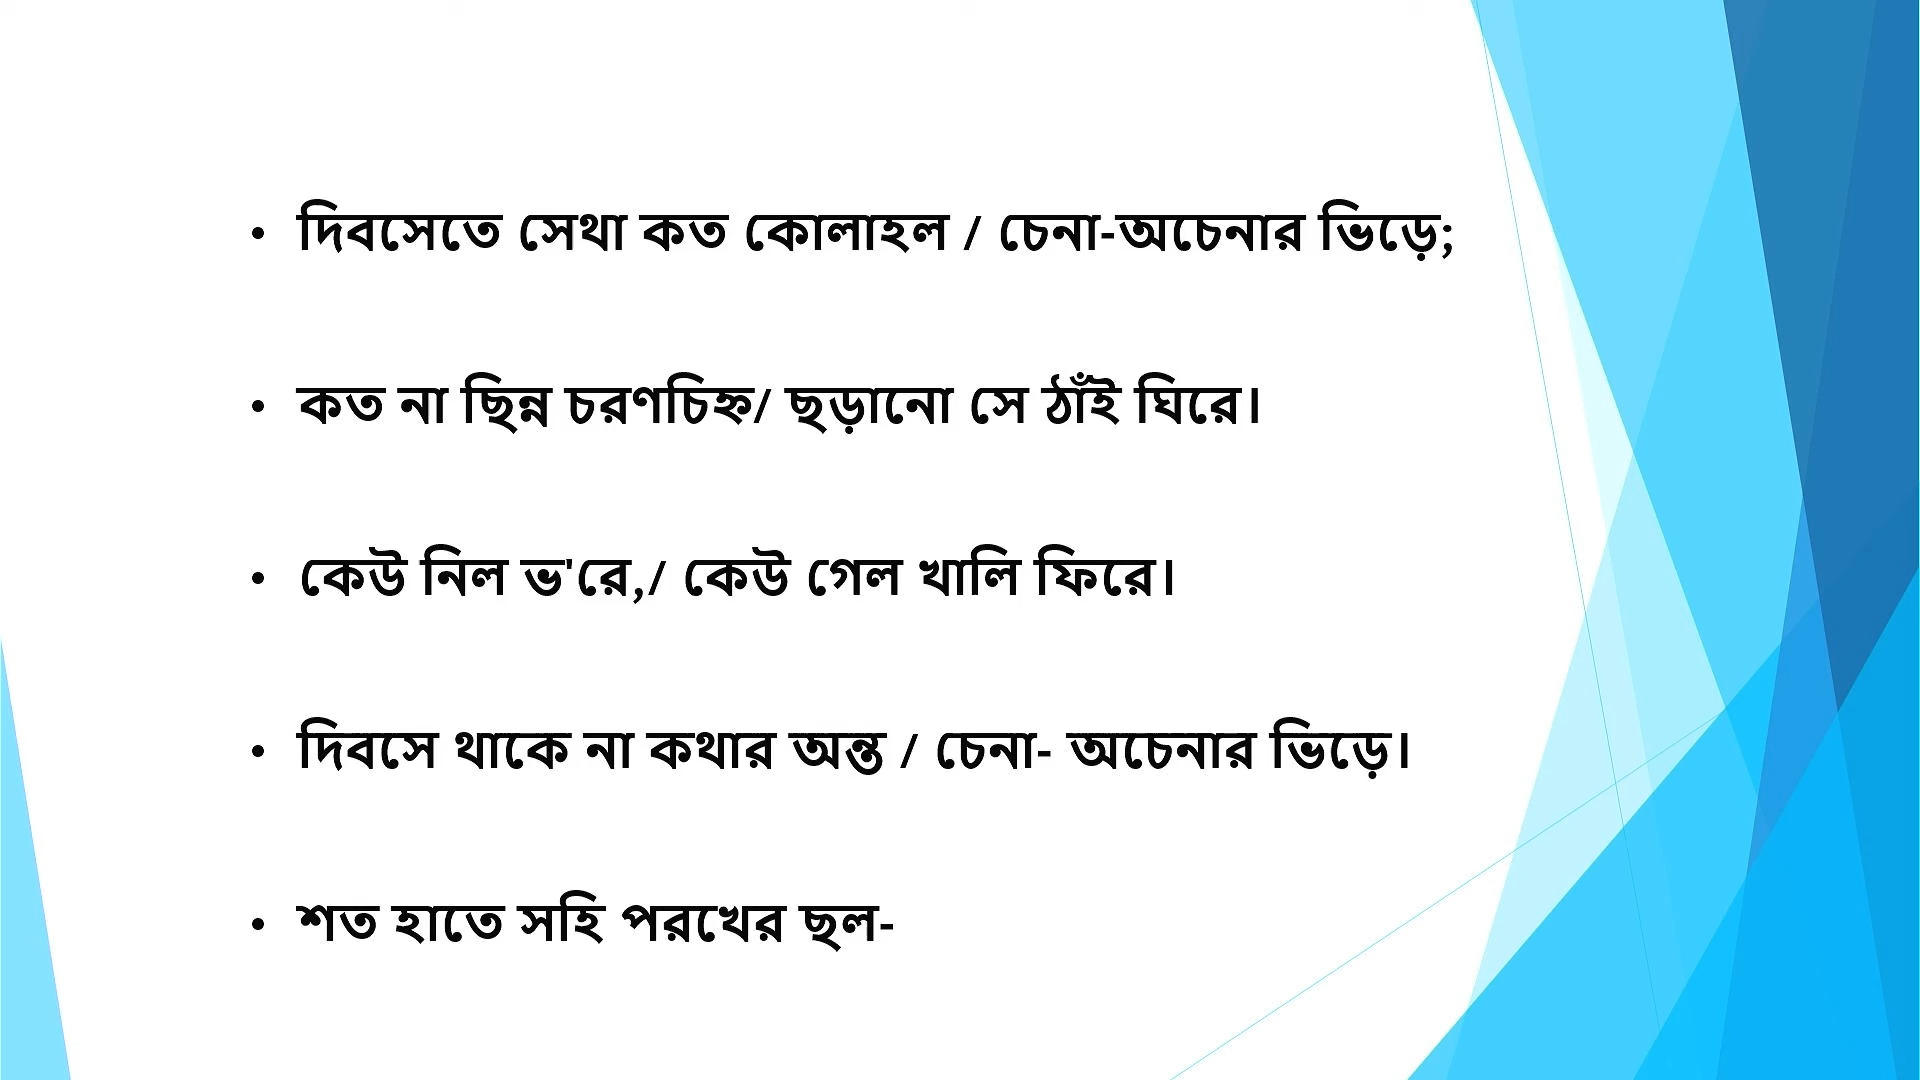 • দিবসেতে সেথা কত কোলাহল / চেনা-অচেনার ভিড়ে;
• কত না ছিন্ন চরণচিহ্ন/ ছড়ানো সে ঠাঁই ঘিরে।
• কেউ নিল ভ'রে,/ কেউ গেল খালি ফিরে।
• দিবসে থাকে না কথার অন্ত / চেনা- অচেনার ভিড়ে।
• শত হাতে সহি পরখের ছল-